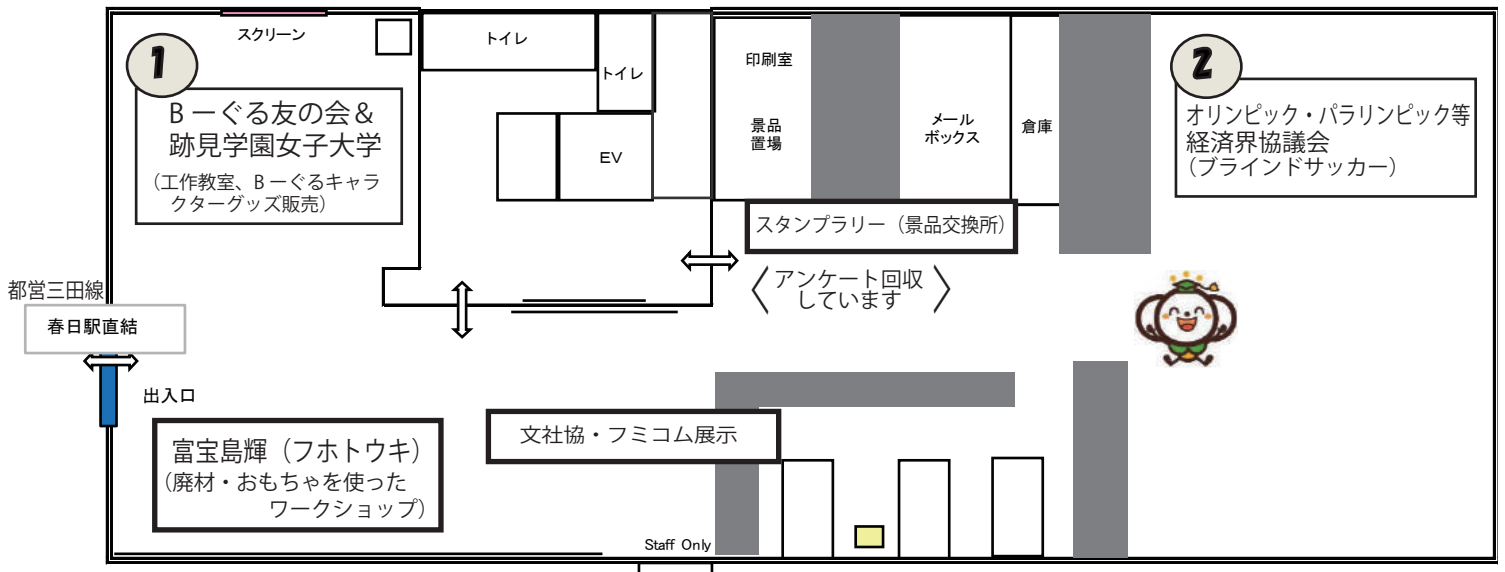 スクリーン
1
Bーぐる友の会&
跡見学園女子大学
(工作教室、Bーぐるキャラ
クターグッズ販売)
トイレ
トイレ
EV
印刷室
景品
置場
メール
ボックス
倉庫
2
オリンピック・パラリンピック等
経済界協議会
(ブラインドサッカー)
スタンプラリー(景品交換所)
〈アンケート回収
しています〉
都営三田線
春日駅直結
出入口
富宝島輝(フホトウキ)
(廃材・おもちゃを使った
ワークショップ)
文社協・フミコム展示
Staff Only